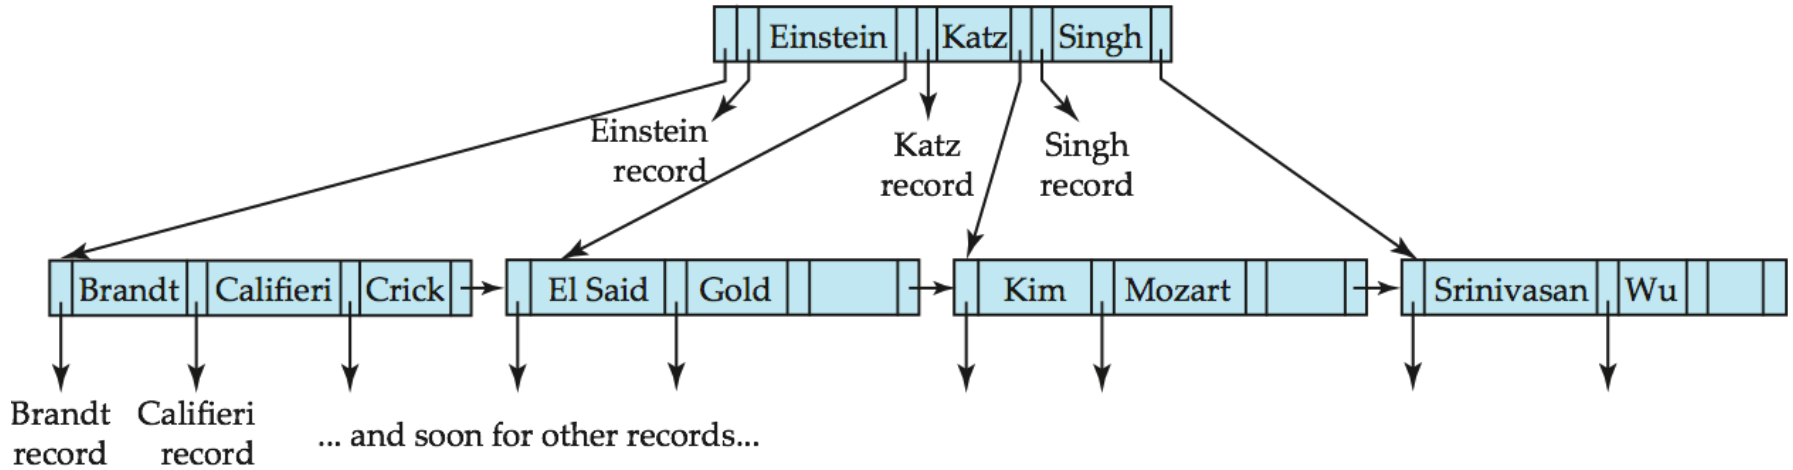 Einstein Katz Singh
Einstein
record
Katz
record
Singh
record
Brandt Califieri Crick El Said Gold Kim Mozart Srinivasan Wu
Brandt
record
Califieri
record
... and soon for other records...